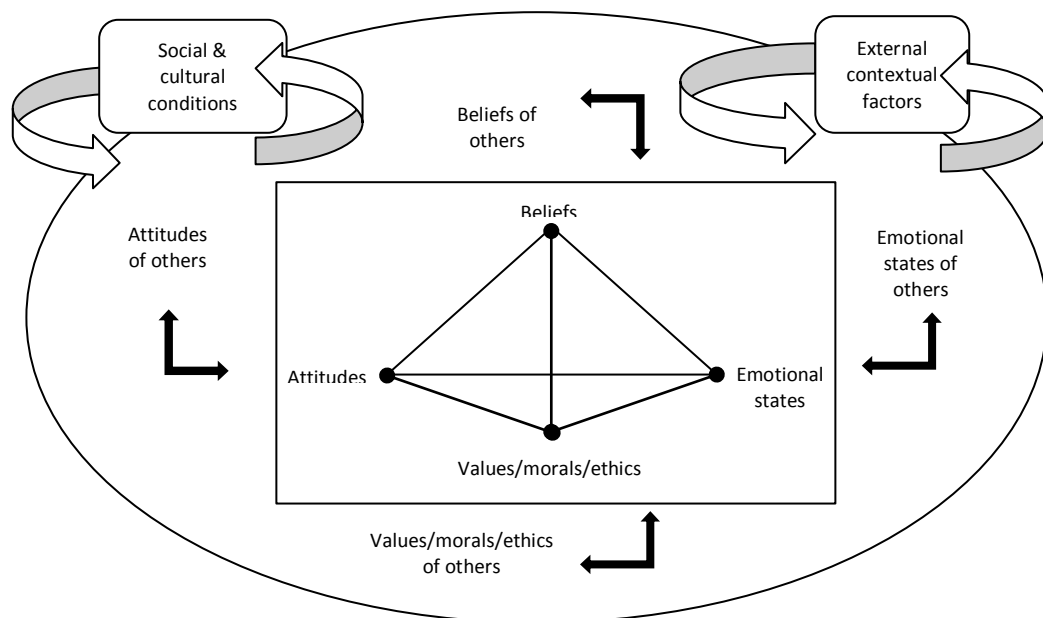 Social &
cultural
conditions
External
contextual
factors
Beliefs of
others
Attitudes
of others
Emotional
states of
others
Beliefs
Attitudes
Emotional
states
Values/morals/ethics
Values/morals/ethics
of others